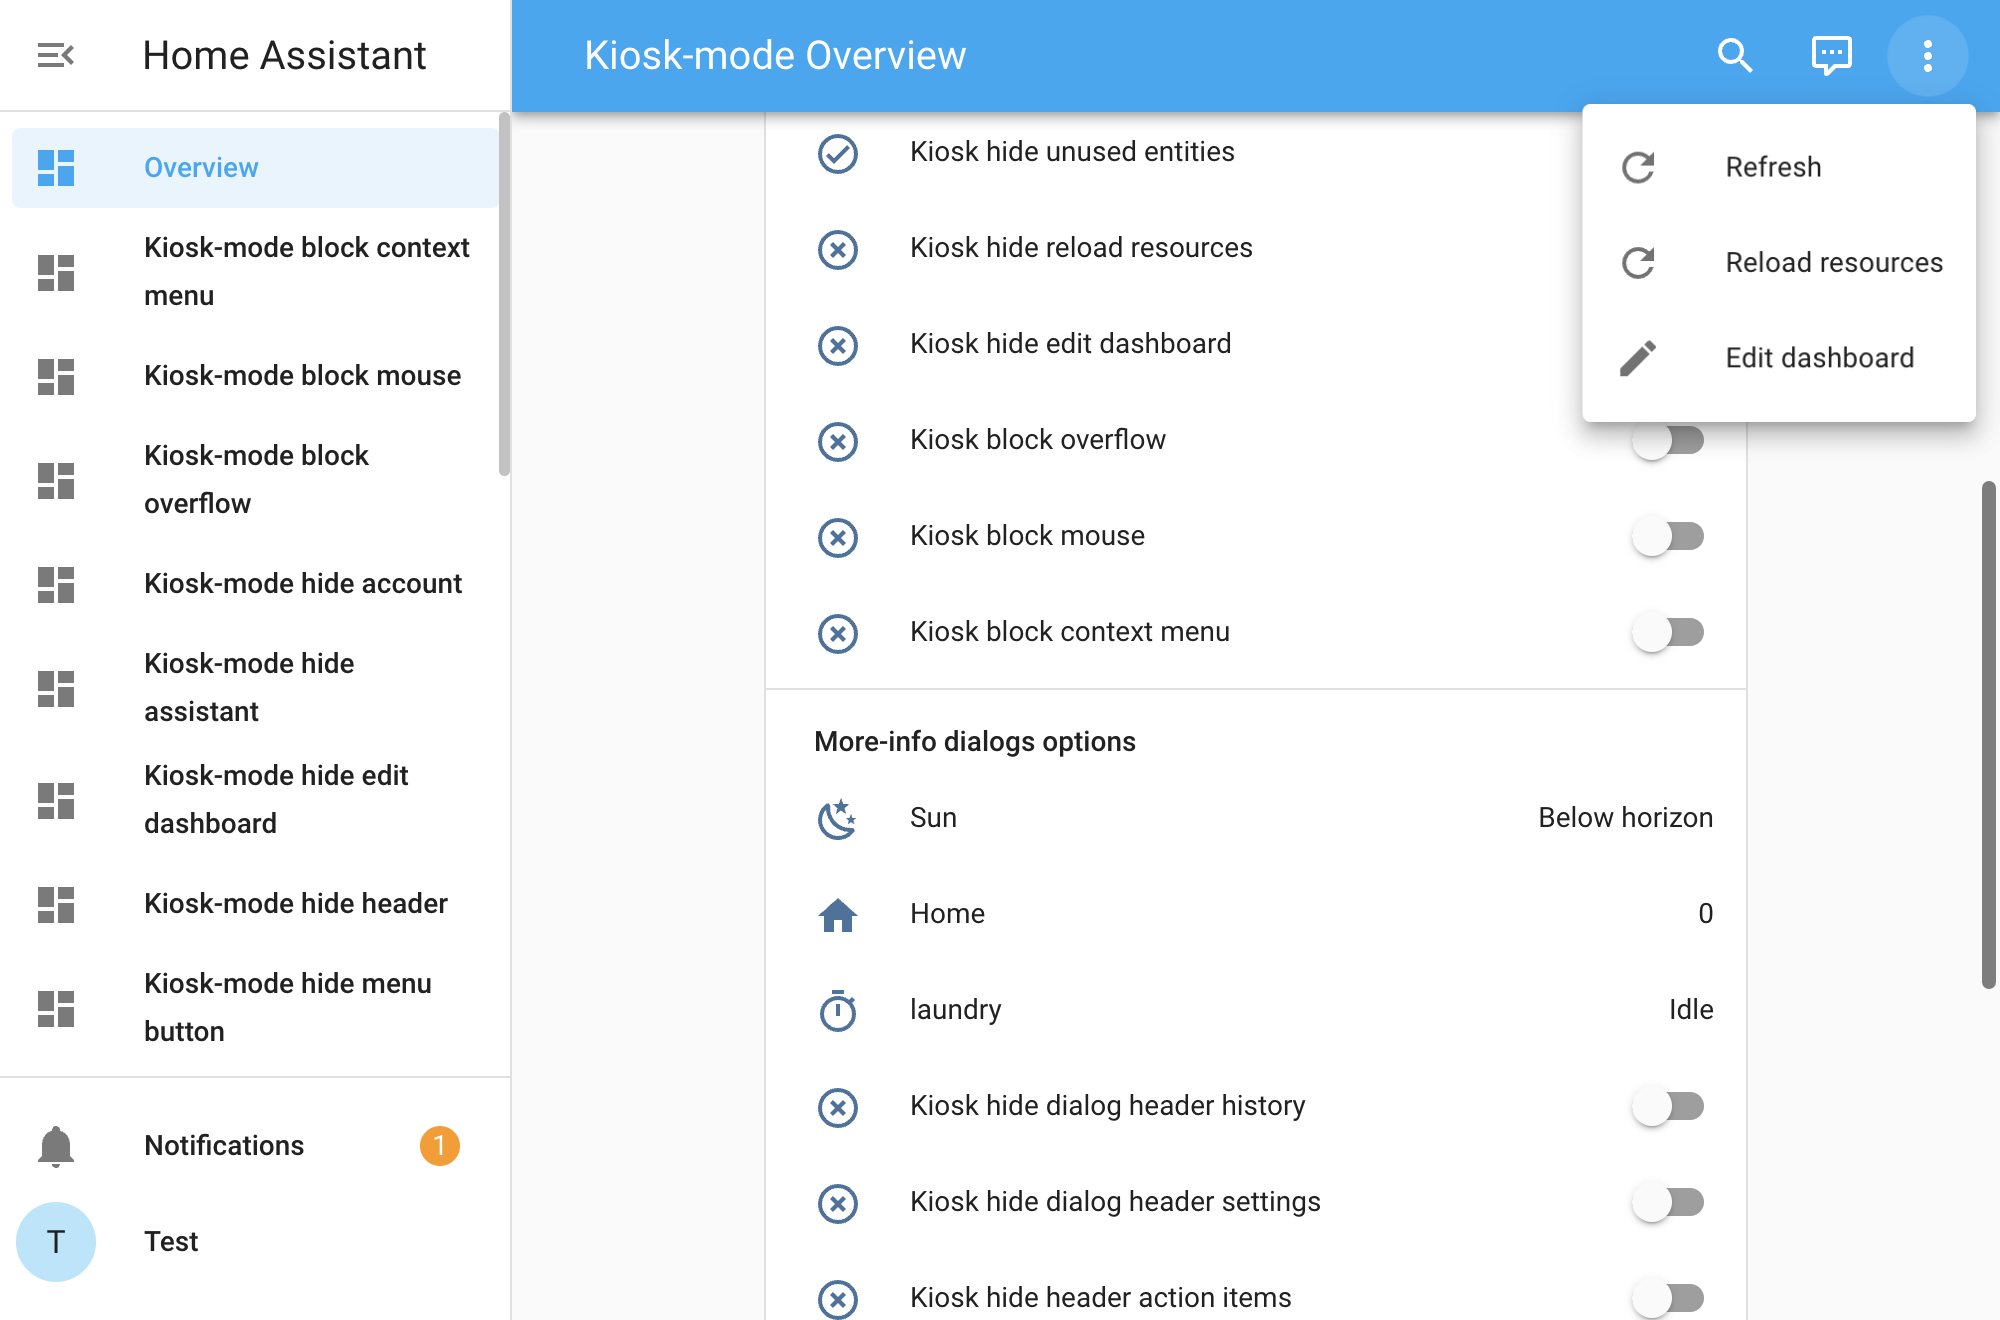 Home Assistant
Overview
Kiosk-mode block context
menu
Kiosk-mode block mouse
Kiosk-mode block
overflow
Kiosk-mode hide account
Kiosk-mode hide
assistant
Kiosk-mode hide edit
dashboard
Kiosk-mode hide header
Kiosk-mode hide menu
button
Notifications
1
T
Test
Kiosk-mode Overview
Refresh
Reload resources
Edit dashboard
Kiosk hide unused entities
Kiosk hide reload resources
Kiosk hide edit dashboard
Kiosk block overflow
Kiosk block mouse
Kiosk block context menu
More-info dialogs options
Sun
Below horizon
Home
0
laundry
Idle
Kiosk hide dialog header history
Kiosk hide dialog header settings
Kiosk hide header action items